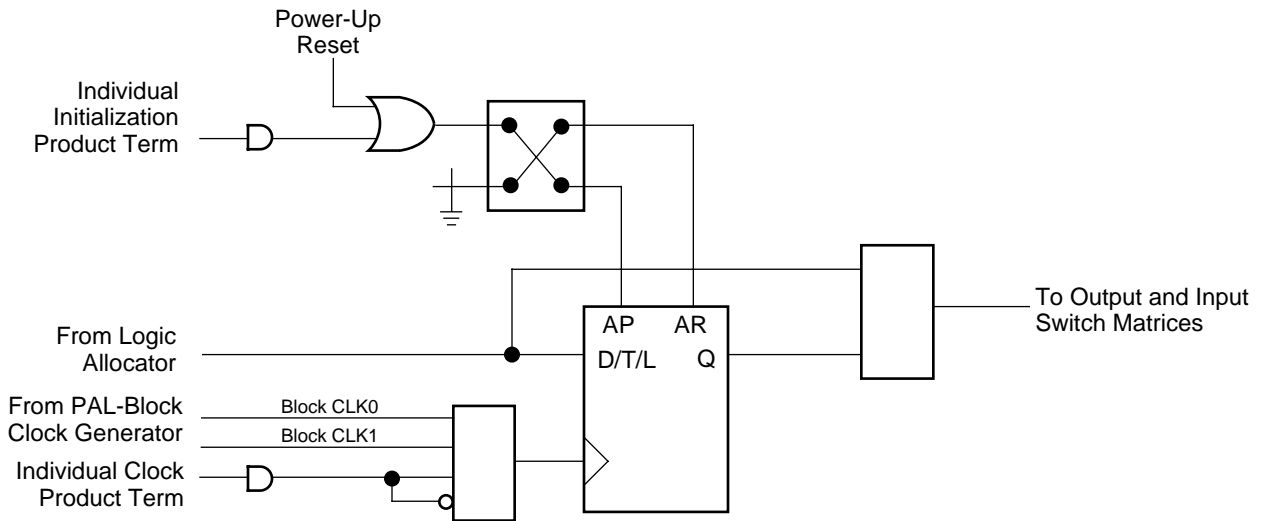 Power-Up
Reset
Individual
Initialization
Product Term
AP AR
D/T/L Q
To Output and Input
Switch Matrices
From Logic
Allocator
From PAL-Block
Clock Generator
Block CLK0
Block CLK1
Individual Clock
Product Term